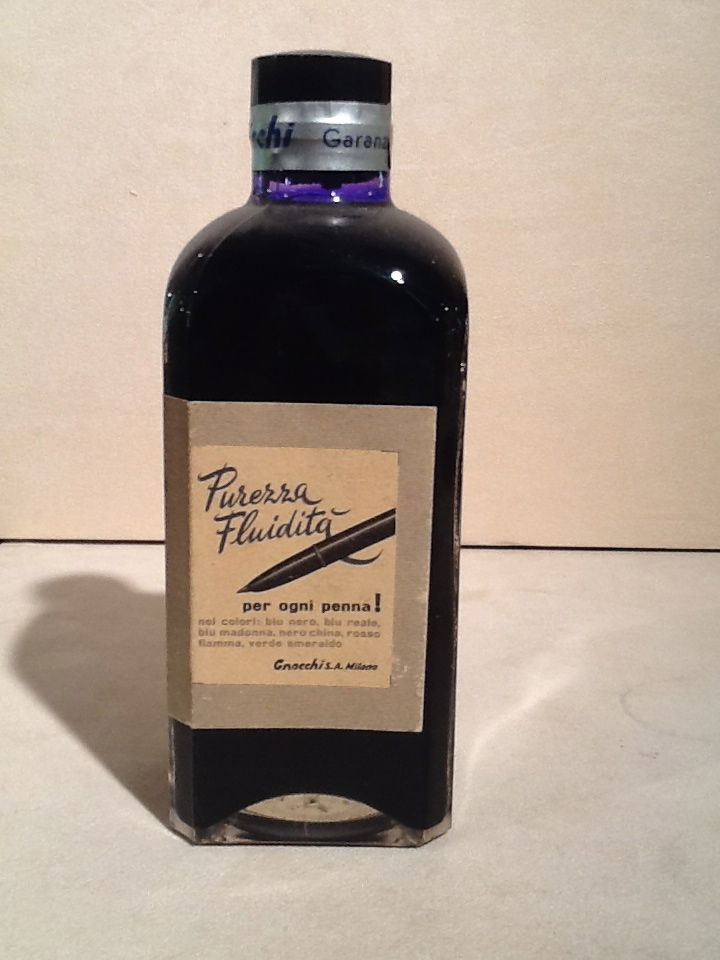 cchi Garanz
Purezza
Fluidità
per ogni penna!
nei colori: blu nero, blu reale,
blu madonna, nero china, rosso
fiamma, verde smeraldo
Gnocchi S.A. Milano